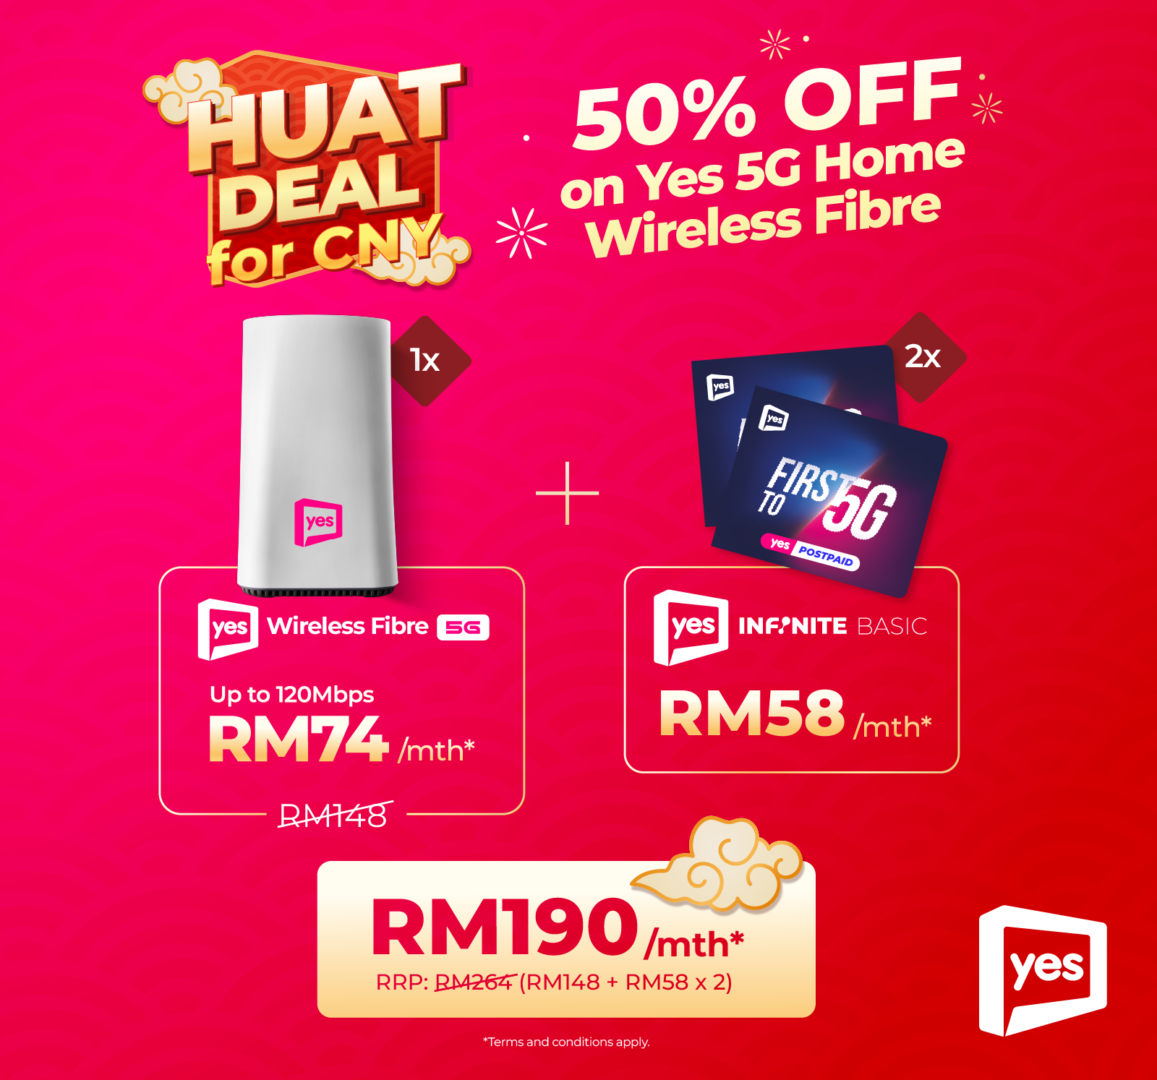 HUAT
DEAL
for CNY
50% OFF
on Yes 5G Home
Wireless Fibre
1x
2x
yes
yes
FIRST
TO 5G
yes POSTPAID
yes
yes Wireless Fibre 5G
Up to 120Mbps
RM74 /mth*
RM148
yes INFINITE BASIC
RM58 /mth*
RM190 /mth*
RRP: RM264 (RM148 + RM58 x 2)
yes
*Terms and conditions apply.